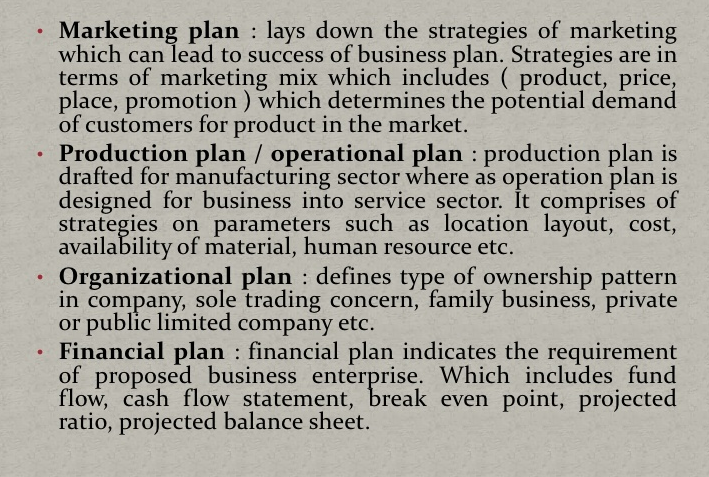 • Marketing plan : lays down the strategies of marketing
which can lead to success of business plan. Strategies are in
terms of marketing mix which includes ( product, price,
place, promotion ) which determines the potential demand
of customers for product in the market.
• Production plan / operational plan : production plan is
drafted for manufacturing sector where as operation plan is
designed for business into service sector. It comprises of
strategies on parameters such as location layout, cost,
availability of material, human resource etc.
• Organizational plan : defines type of ownership pattern
in company, sole trading concern, family business, private
or public limited company etc.
• Financial plan : financial plan indicates the requirement
of proposed business enterprise. Which includes fund
flow, cash flow statement, break even point, projected
ratio, projected balance sheet.